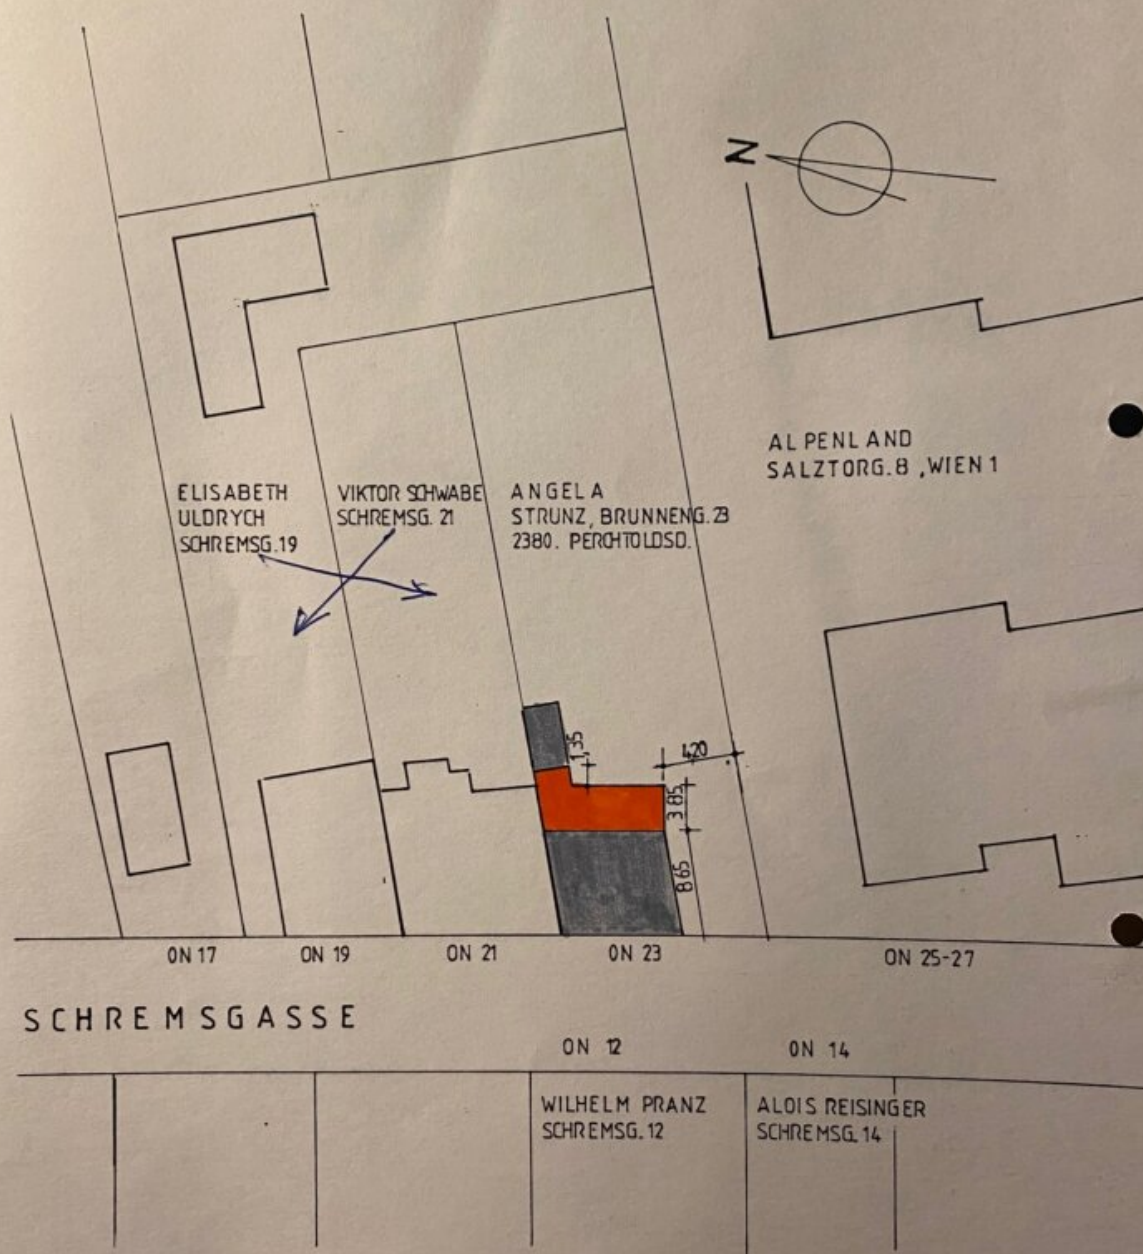 N
ALPENLAND
SALZTORG.8 ,WIEN 1
ELISABETH
ULDRYCH
SCHREMSG.19
VIKTOR SCHWABE
SCHREMSG. 21
ANGELA
STRUNZ, BRUNNENG.23
2380. PERCHTOLDSD.
1,35
4,20
3 85
8 65
ON 17
ON 19
ON 21
ON 23
ON 25-27
SCHREMSGASSE
ON 12
ON 14
WILHELM PRANZ
SCHREMSG.12
ALOIS REISINGER
SCHREMSG.14